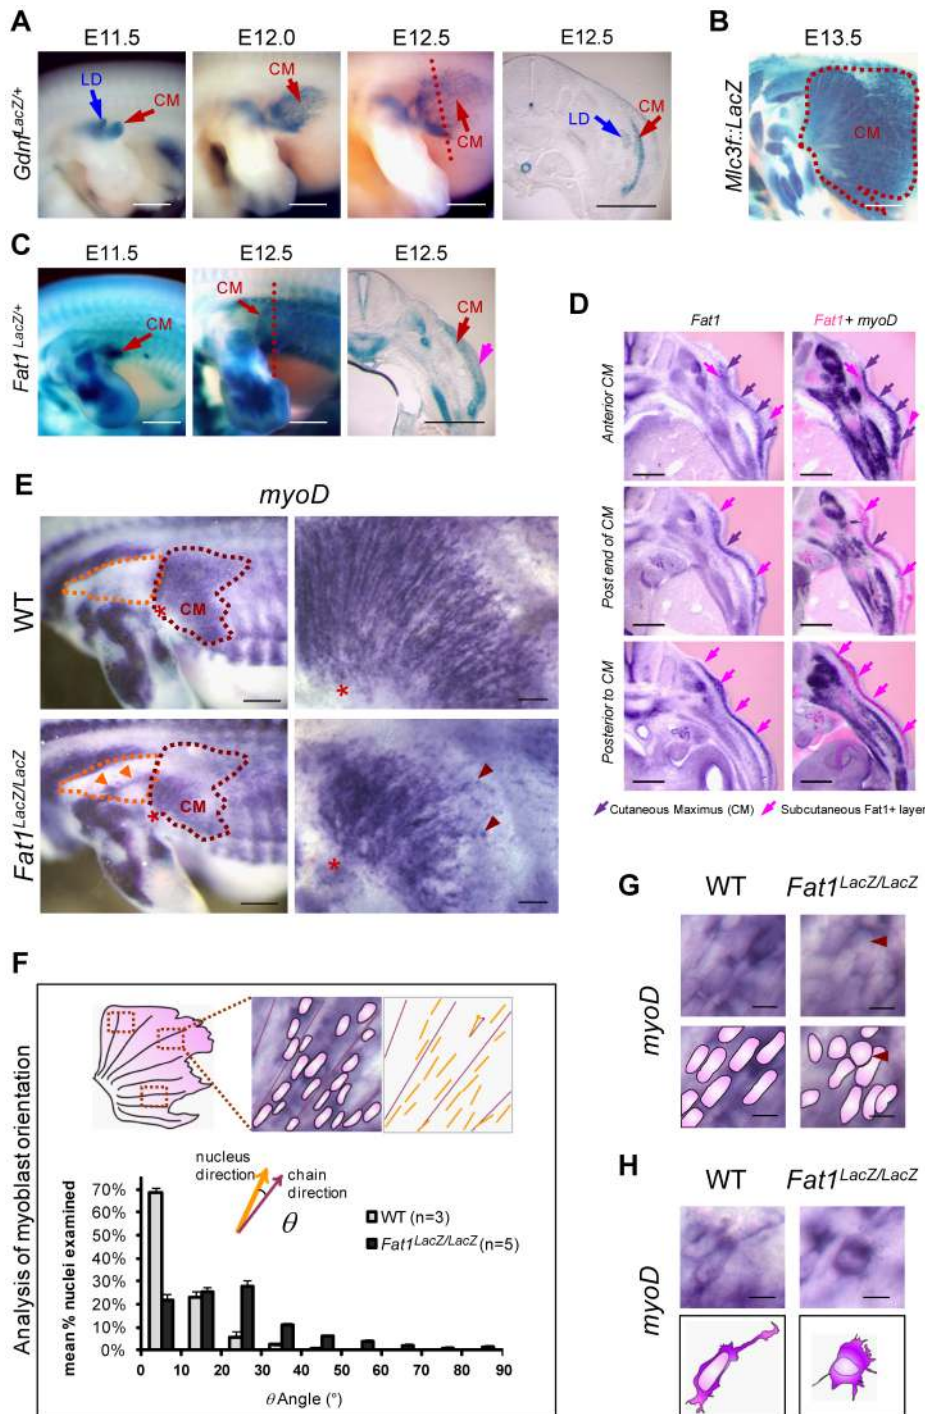 A
E11.5
E12.0
E12.5
E12.5
Gdnf LacZ/+
LD
CM
CM
CM
LD
CM
B
E13.5
Mlc3f::LacZ
CM
C
E11.5
E12.5
E12.5
Fat1 LacZ/+
CM
CM
CM
D
Fat1
Fat1+ myoD
Anterior CM
Post end of CM
Posterior to CM
Cutaneous Maximus (CM)
Subcutaneous Fat1+ layer
E
myoD
WT
CM
*
*
Fat1 LacZ/LacZ
CM
*
*
F
Analysis of myoblast orientation
nucleus
direction
chain
direction
θ
WT (n=3)
Fat1 LacZ/LacZ (n=5)
mean % nuclei examined
70%
60%
50%
40%
30%
20%
10%
0%
0 10 20 30 40 50 60 70 80 90
θ Angle (°)
G
WT
Fat1 LacZ/LacZ
myoD
H
WT
Fat1 LacZ/LacZ
myoD